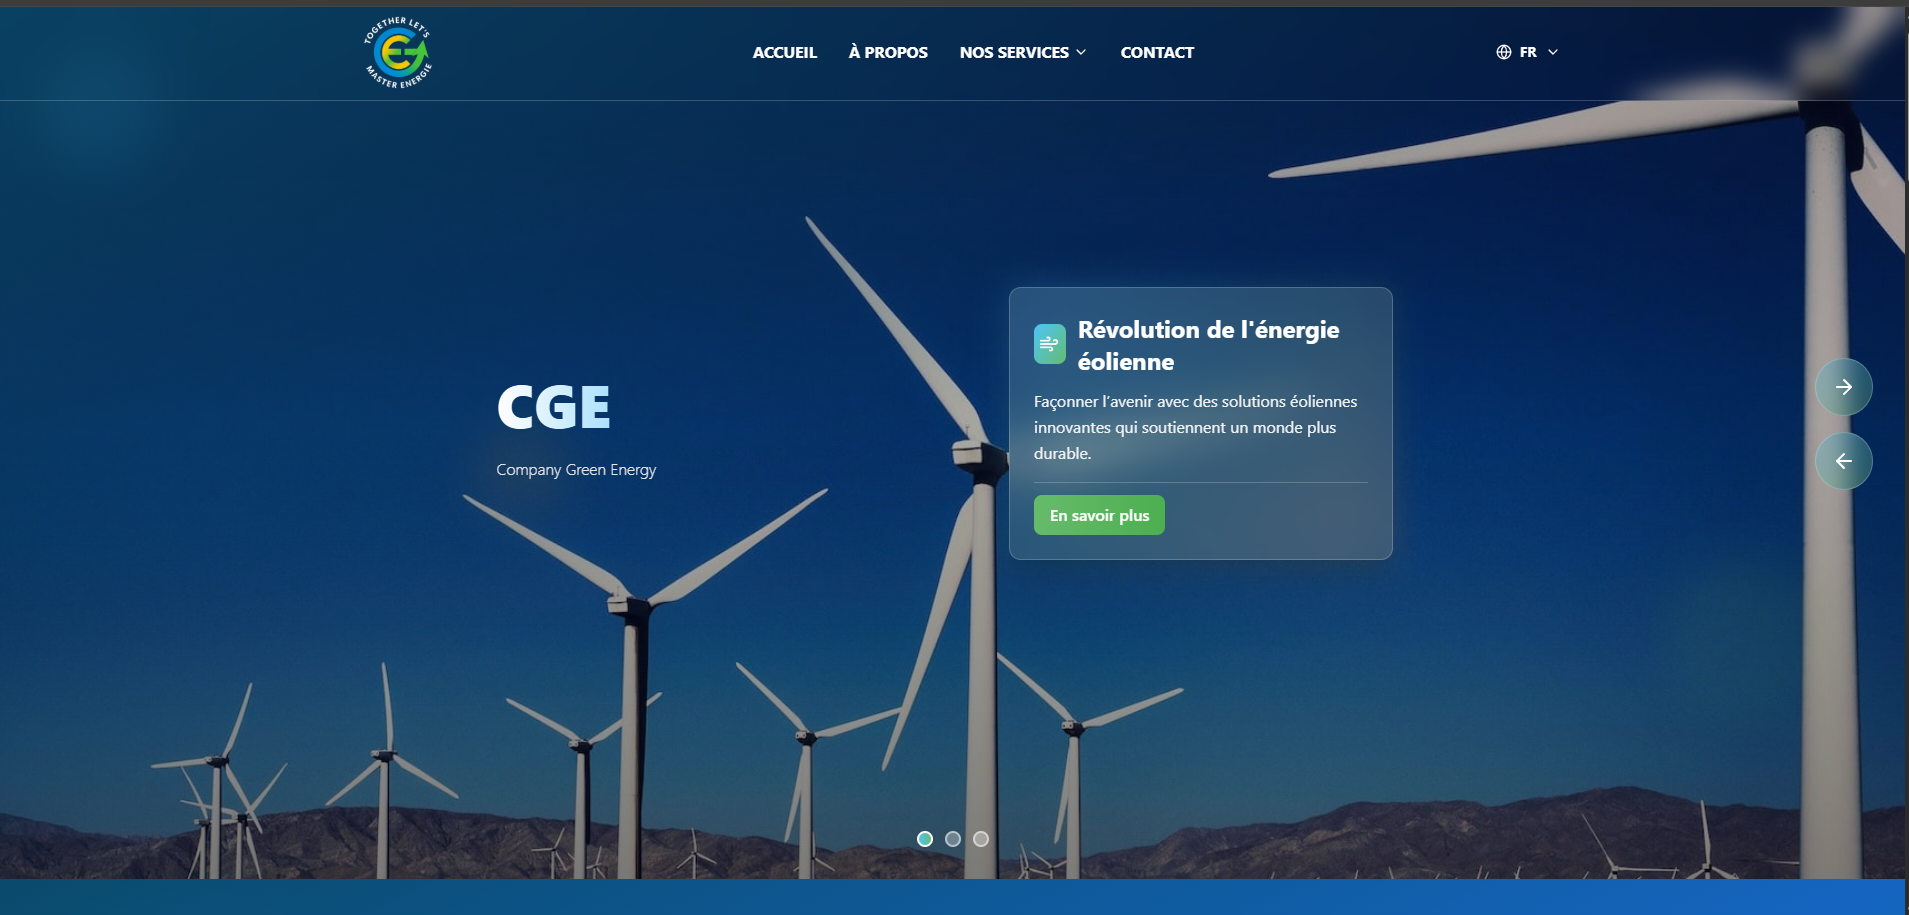 TOGETHER LET'S
MASTER ENERGIE
ACCUEIL
À PROPOS
NOS SERVICES
CONTACT
FR
CGE
Company Green Energy
Révolution de l'énergie
éolienne
Façonner l’avenir avec des solutions éoliennes
innovantes qui soutiennent un monde plus
durable.
En savoir plus